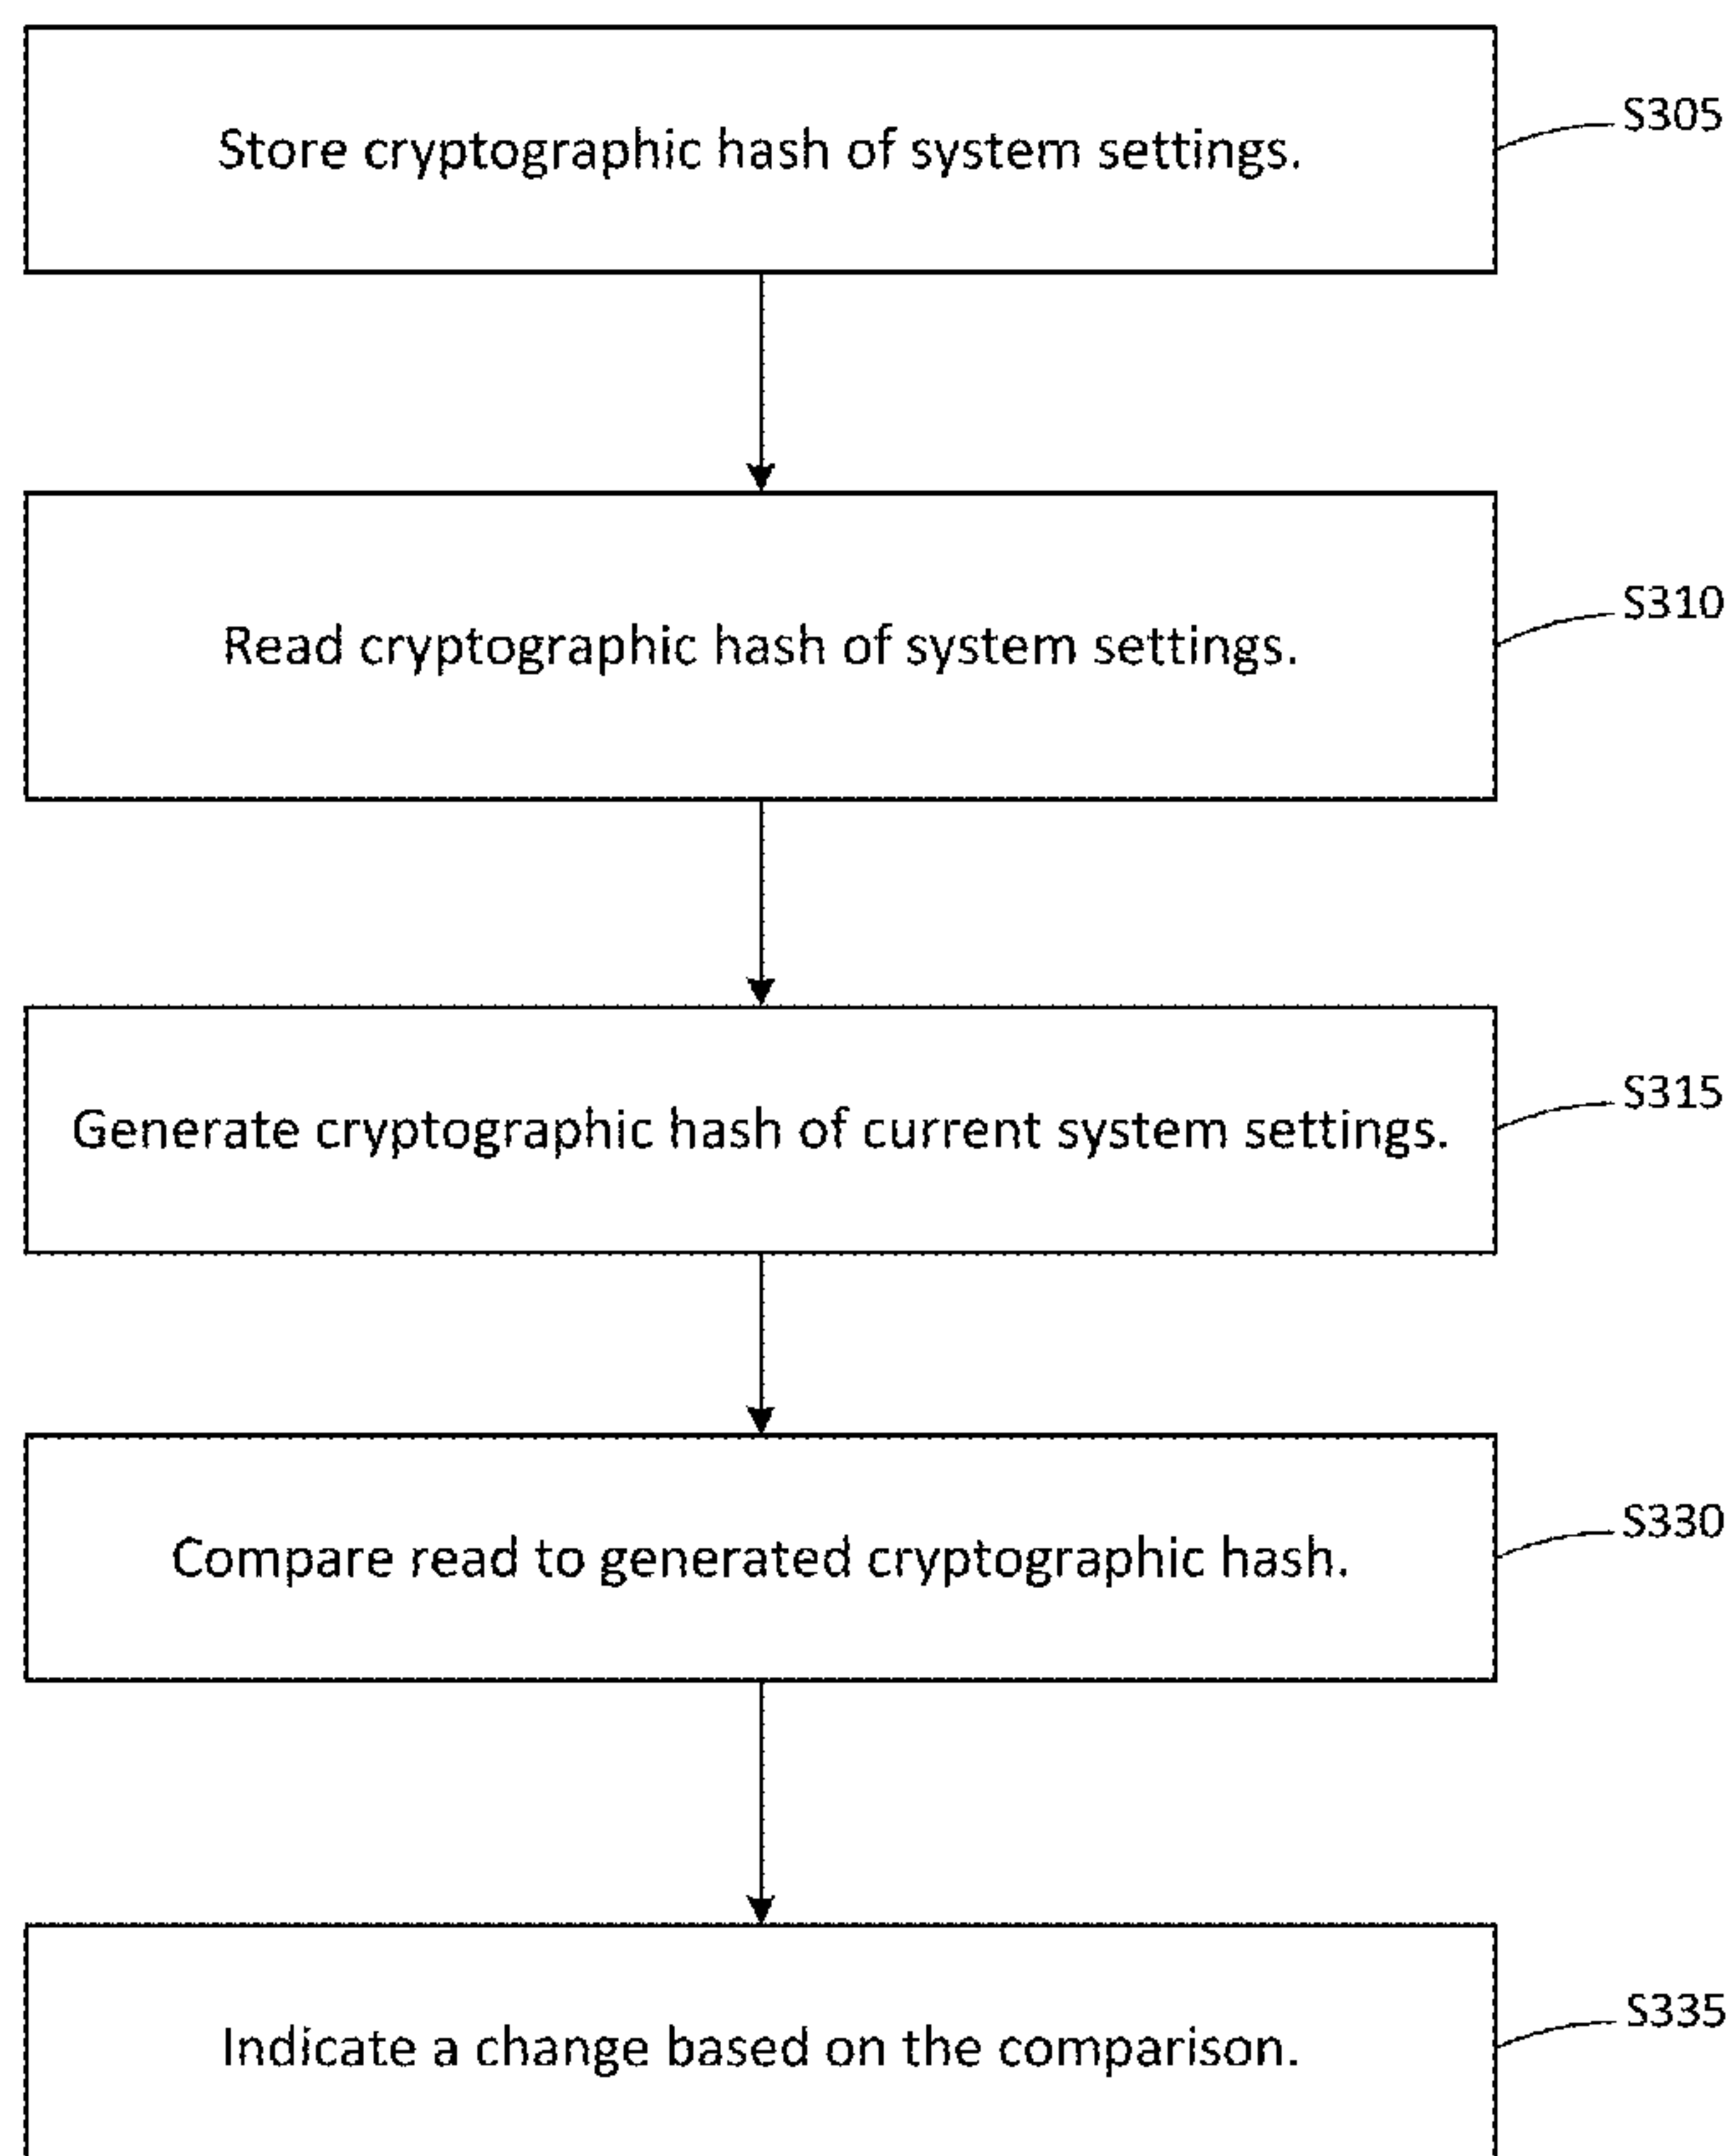 Store cryptographic hash of system settings.
S305
Read cryptographic hash of system settings.
S310
Generate cryptographic hash of current system settings.
S315
Compare read to generated cryptographic hash.
S330
Indicate a change based on the comparison.
S335